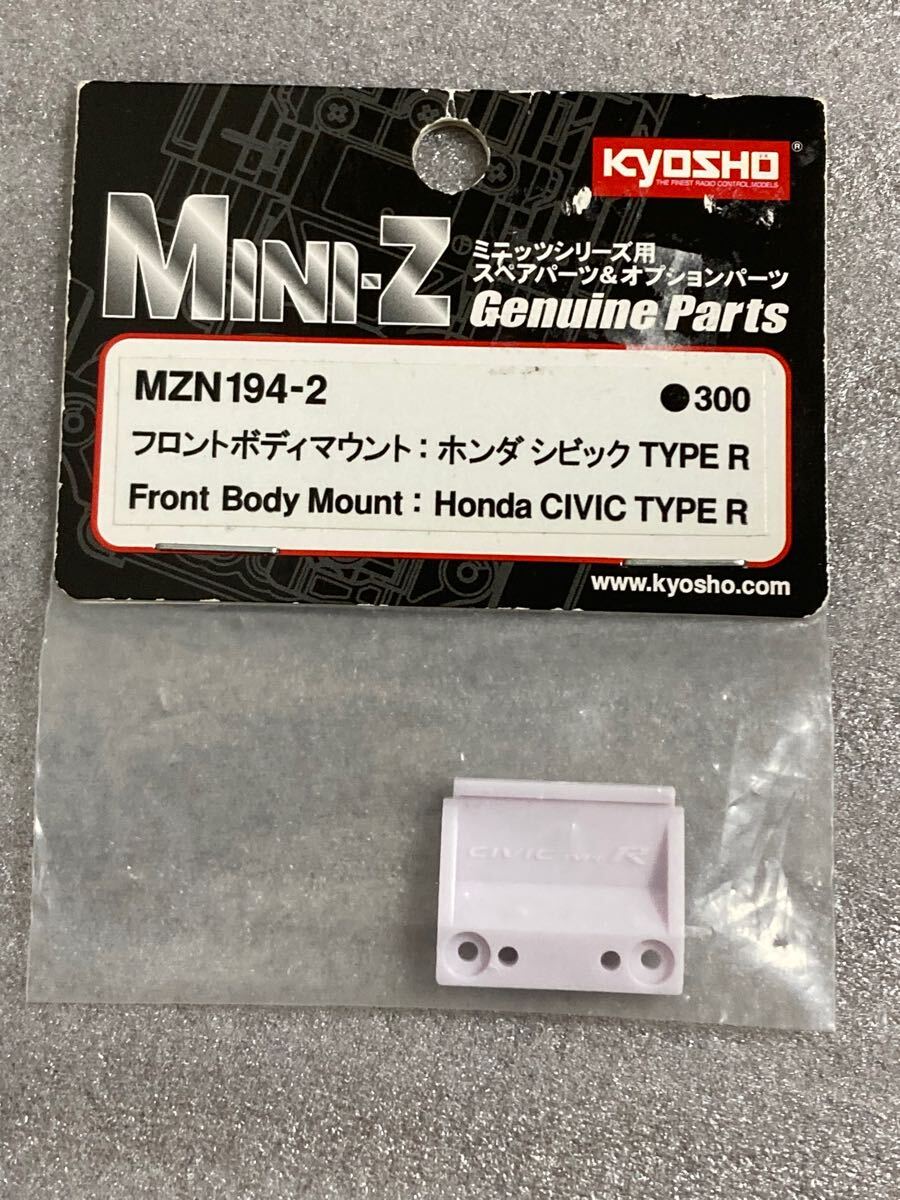 KYOSHO®
THE FINEST RADIO CONTROL MODELS
MINI-Z
ミニッツシリーズ用
スペアパーツ&オプションパーツ
Genuine Parts
MZN194-2 ●300
フロントボディマウント：ホンダ シビック TYPE R
Front Body Mount : Honda CIVIC TYPE R
www.kyosho.com
CIVIC TYPE R